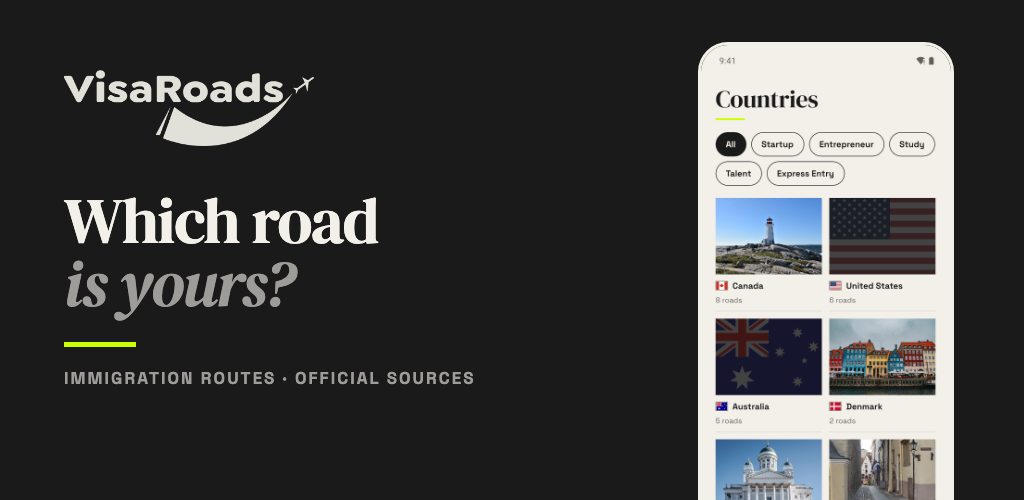 VisaRoads
Which road
is yours?
IMMIGRATION ROUTES · OFFICIAL SOURCES
9:41
Countries
All
Startup
Entrepreneur
Study
Talent
Express Entry
Canada
United States
8 roads
6 roads
Australia
Denmark
5 roads
2 roads